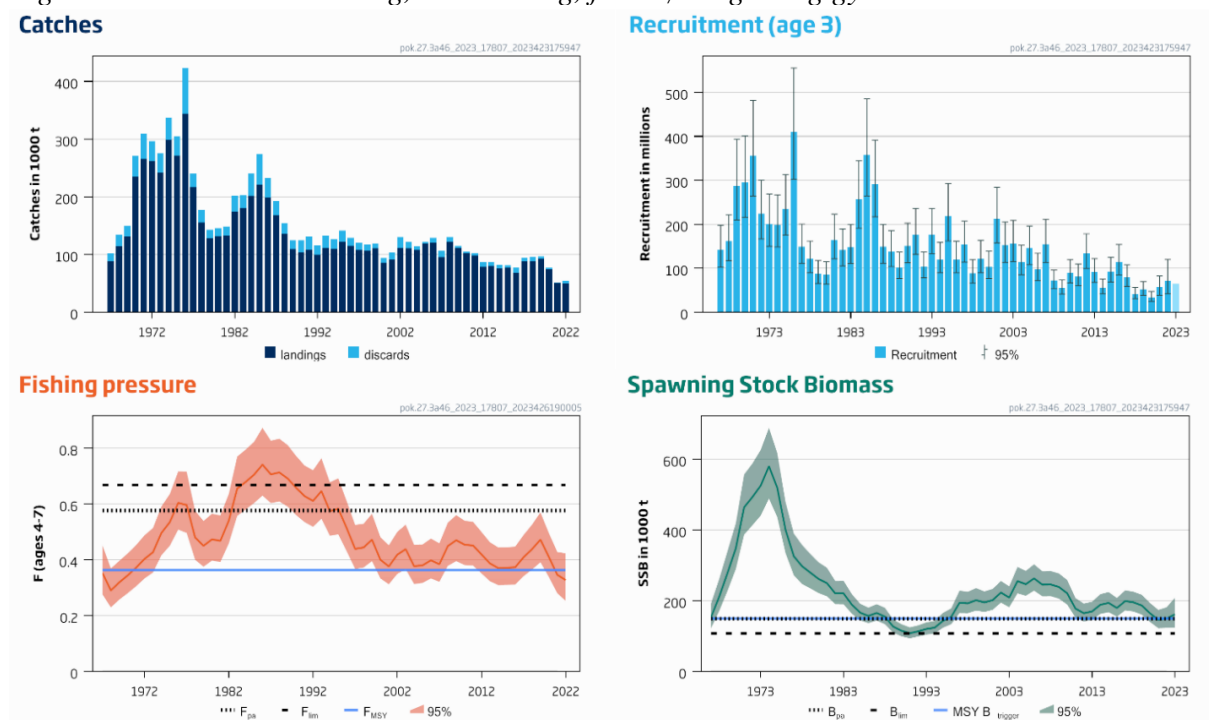 Catches
pok.27.3a46_2023_17807_2023423175947
Catches in 1000 t
400
300
200
100
0
1972 1982 1992 2002 2012 2022
landings discards
Recruitment (age 3)
pok.27.3a46_2023_17807_2023423175947
Recruitment in millions
500
400
300
200
100
0
1973 1983 1993 2003 2013 2023
Recruitment 95%
Fishing pressure
pok.27.3a46_2023_17807_2023426190005
F (ages 4-7)
0.8
0.6
0.4
0.2
0
1972 1982 1992 2002 2012 2022
Fpa Flim FMSY 95%
Spawning Stock Biomass
pok.27.3a46_2023_17807_2023423175947
SSB in 1000 t
600
400
200
0
1973 1983 1993 2003 2013 2023
Bpa Blim MSY B trigger 95%